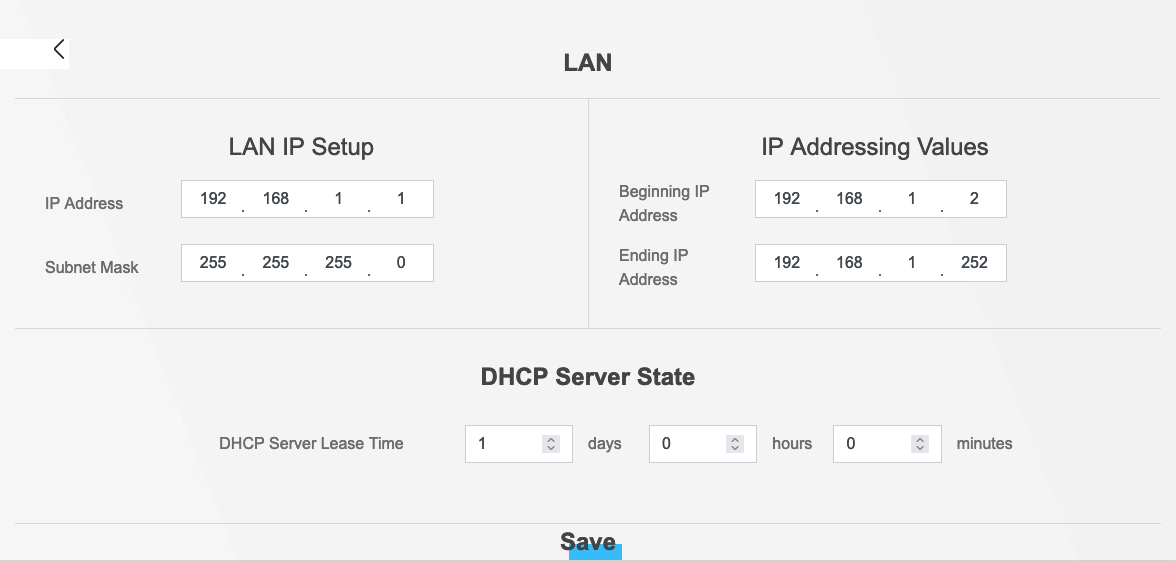 LAN
LAN IP Setup
IP Address 192 . 168 . 1 . 1
Subnet Mask 255 . 255 . 255 . 0
IP Addressing Values
Beginning IP
Address
192 . 168 . 1 . 2
Ending IP
Address
192 . 168 . 1 . 252
DHCP Server State
DHCP Server Lease Time 1 days 0 hours 0 minutes
Save